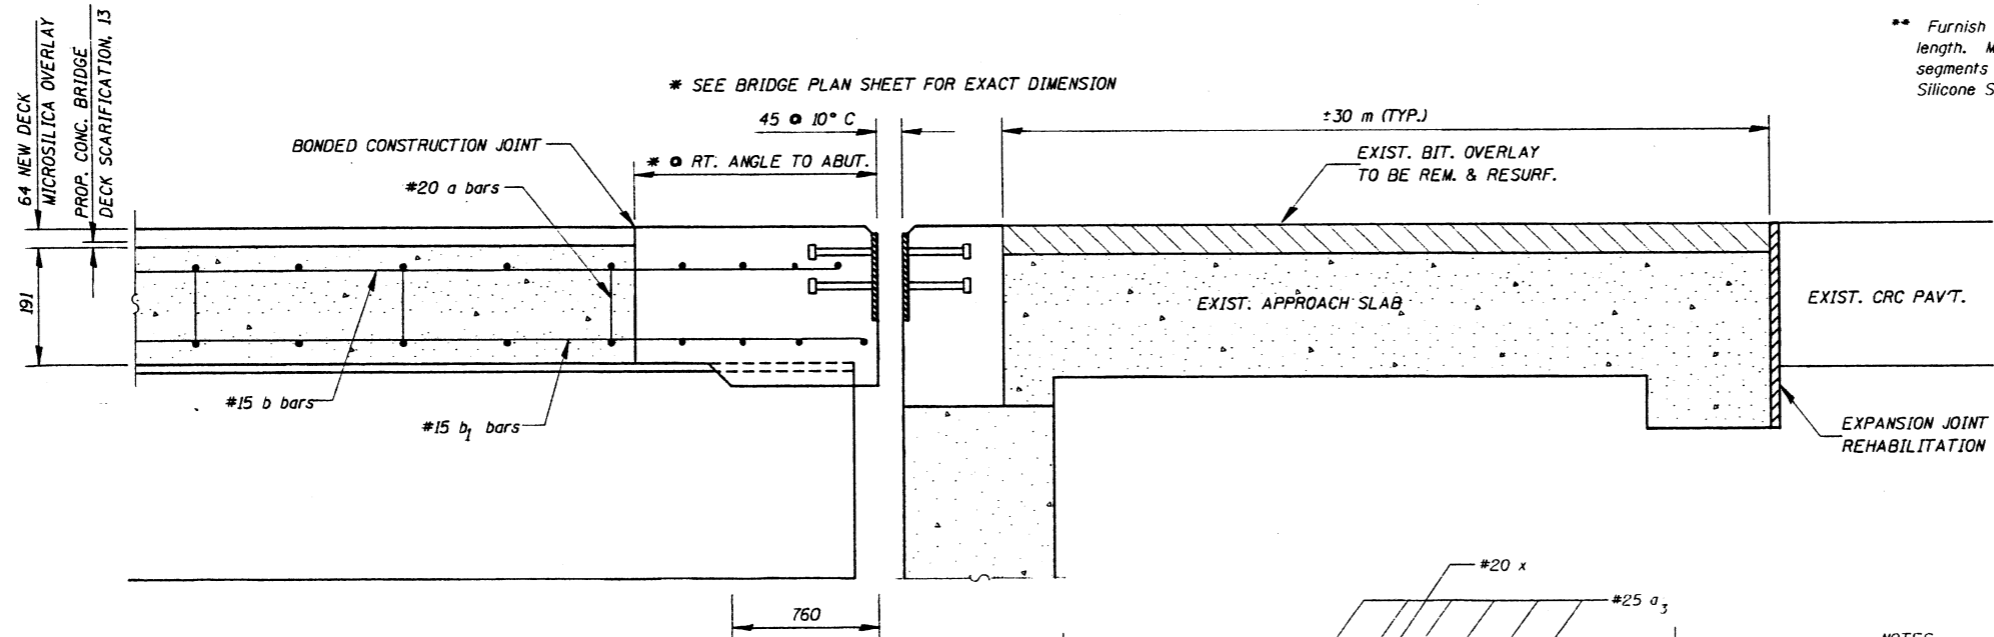 64 NEW DECK
MICROSILICA OVERLAY
PROP. CONC. BRIDGE
DECK SCARIFICATION, 13
** Furnish
length. M
segments
Silicone S
* SEE BRIDGE PLAN SHEET FOR EXACT DIMENSION
45 @ 10° C
±30 m (TYP.)
BONDED CONSTRUCTION JOINT
* @ RT. ANGLE TO ABUT.
EXIST. BIT. OVERLAY
TO BE REM. & RESURF.
#20 a bars
191
EXIST. APPROACH SLAB
EXIST. CRC PAV'T.
#15 b bars
#15 b1 bars
EXPANSION JOINT
REHABILITATION
760
#20 x
#25 a3
NOTES